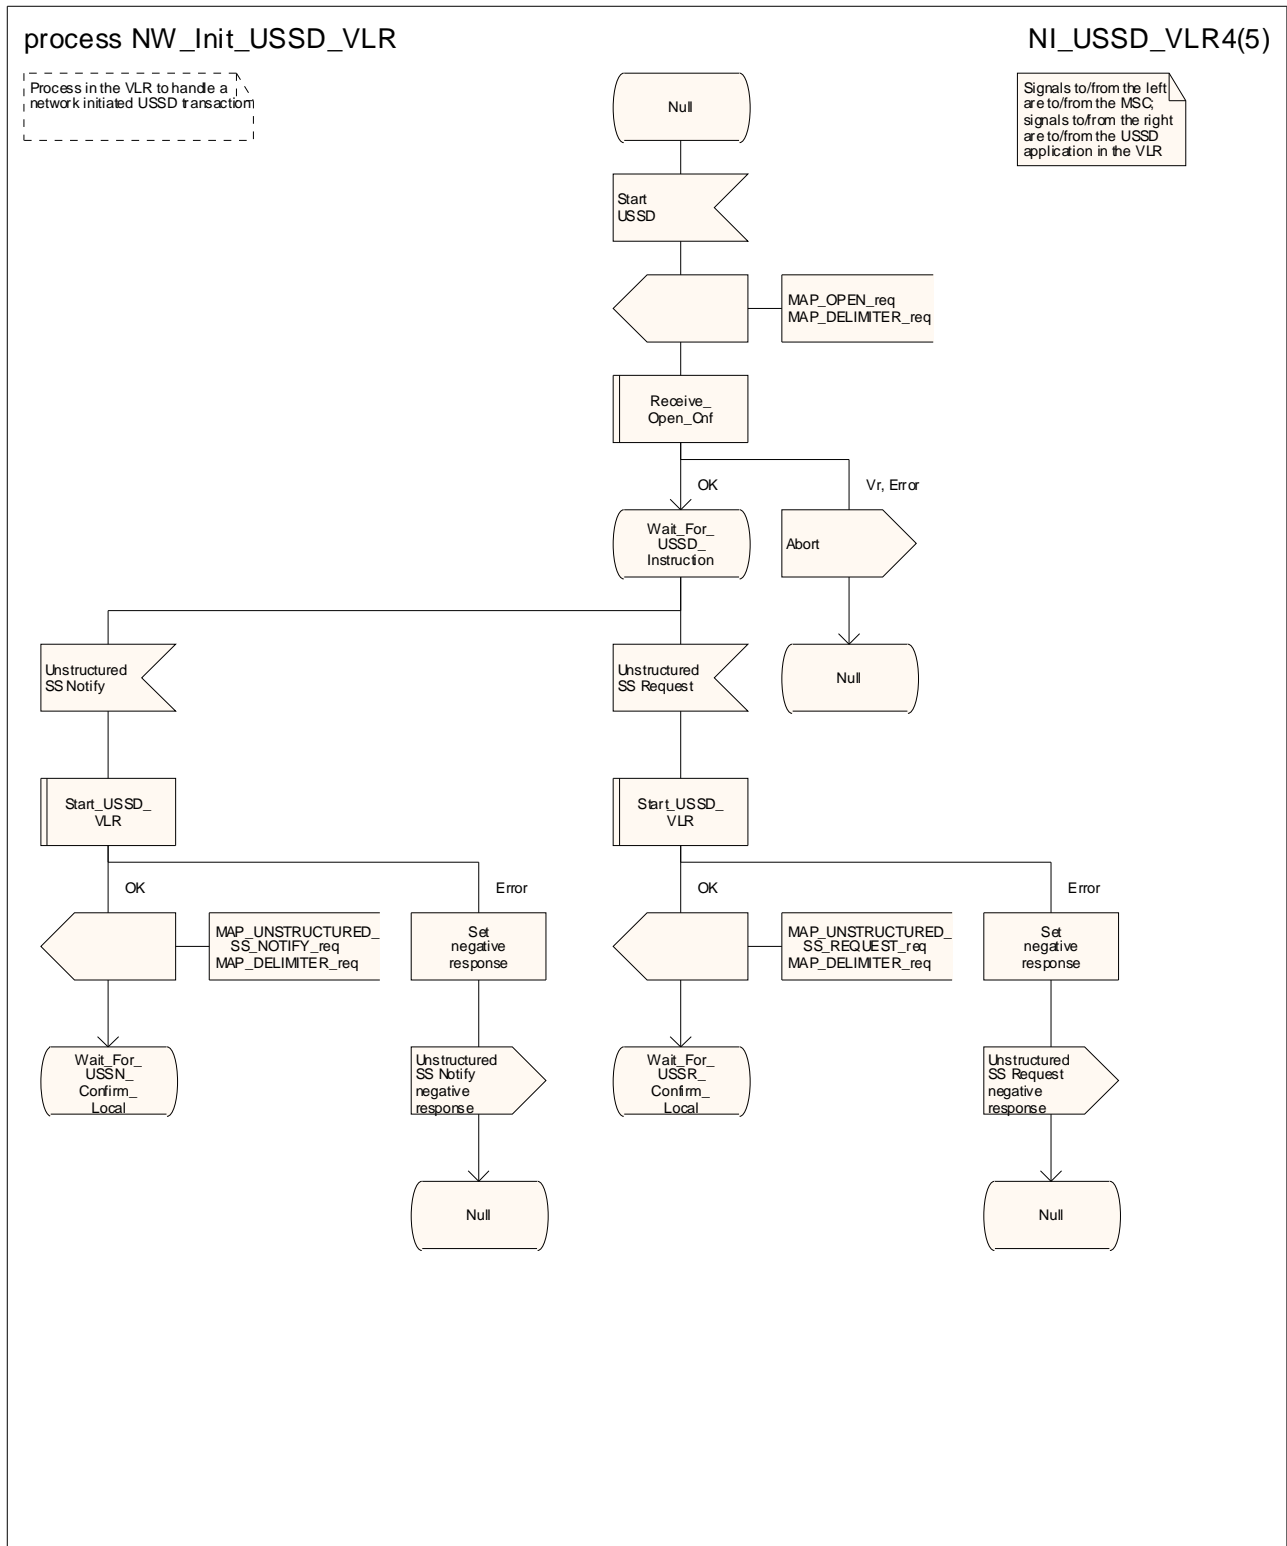 process NW_Init_USSD_VLR
NI_USSD_VLR4(5)
Process in the VLR to handle a
network initiated USSD transaction
Signals to/from the left
are to/from the MSC;
signals to/from the right
are to/from the USSD
application in the VLR
Null
Start
USSD
MAP_OPEN_req
MAP_DELIMITER_req
Receive_
Open_Cnf
OK
Vr, Error
Wait_For_
USSD_
Instruction
Abort
Unstructured
SS Notify
Unstructured
SS Request
Null
Start_USSD_
VLR
Start_USSD_
VLR
OK
Error
OK
Error
MAP_UNSTRUCTURED_
SS_NOTIFY_req
MAP_DELIMITER_req
Set
negative
response
MAP_UNSTRUCTURED_
SS_REQUEST_req
MAP_DELIMITER_req
Set
negative
response
Wait_For_
USSN_
Confirm_
Local
Unstructured
SS Notify
negative
response
Wait_For_
USSR_
Confirm_
Local
Unstructured
SS Request
negative
response
Null
Null